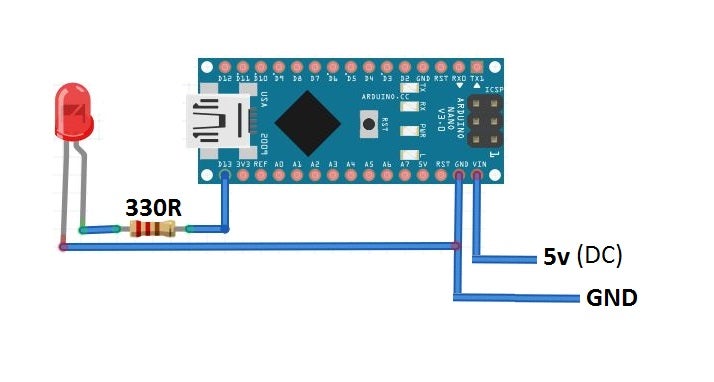 D12 D11 D10 D9 D8 D7 D6 D5 D4 D3 D2 GND RST RX0 TX1
TX
RX
PWR
L
ICSP
1
USA
2009
ARDUINO.CC
RST
ARDUINO
NANO
V3.0
D13 3V3 REF A0 A1 A2 A3 A4 A5 A6 A7 5V RST GND VIN
330R
5v (DC)
GND